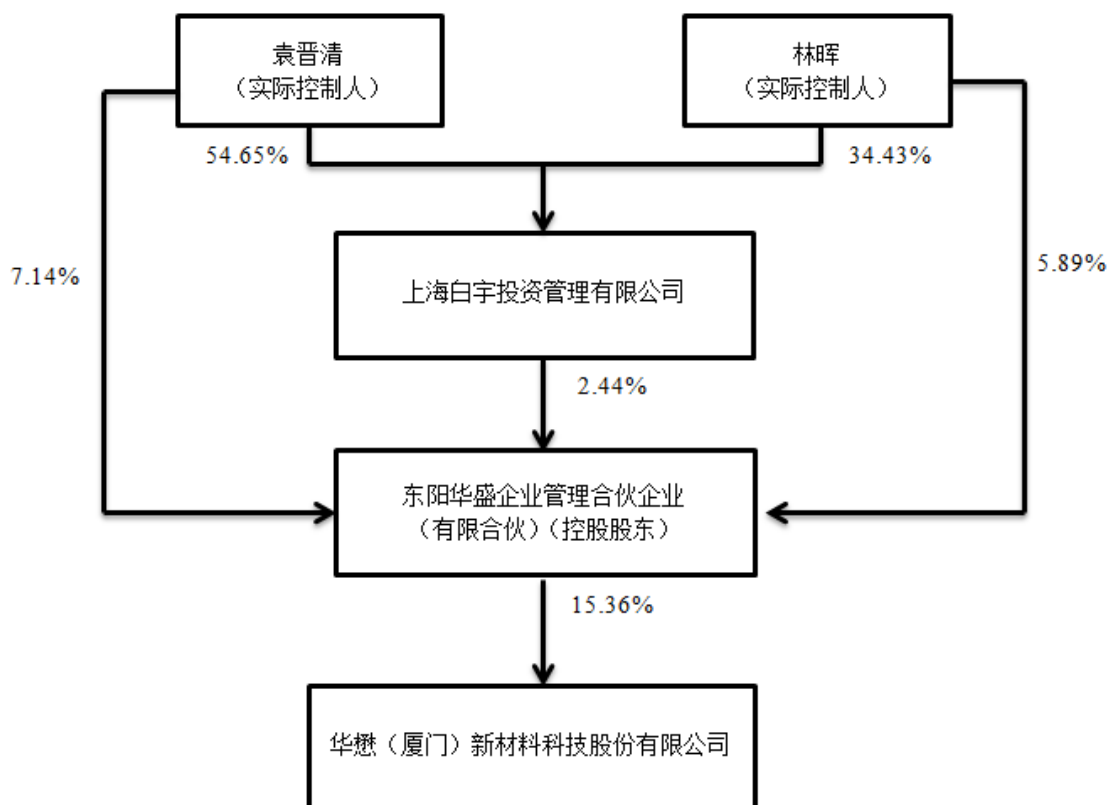 袁晋清
（实际控制人）
林晖
（实际控制人）
54.65%
34.43%
7.14%
5.89%
上海白宇投资管理有限公司
2.44%
东阳华盛企业管理合伙企业
（有限合伙）（控股股东）
15.36%
华懋（厦门）新材料科技股份有限公司